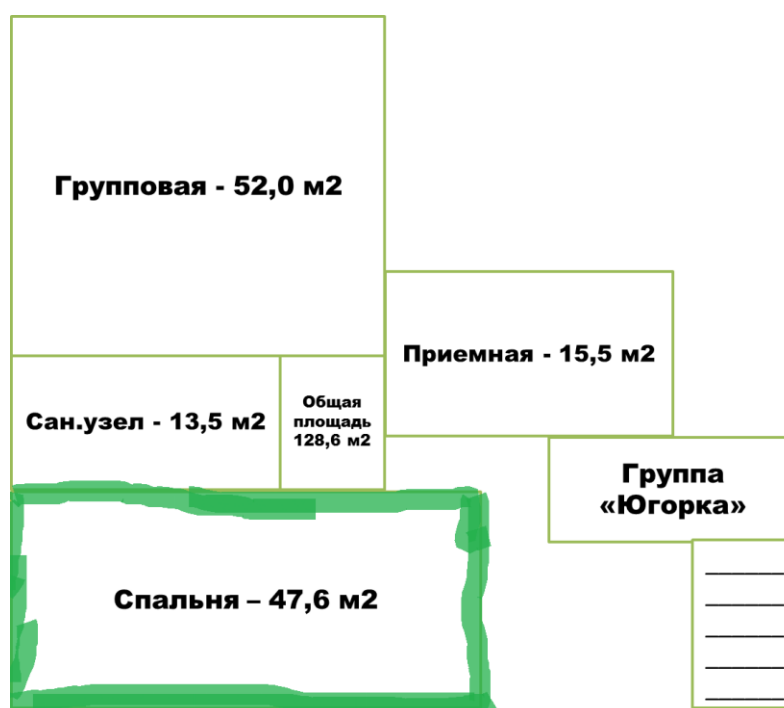 Групповая - 52,0 м2
Приемная - 15,5 м2
Сан.узел - 13,5 м2
Общая
площадь
128,6 м2
Группа
«Югорка»
Спальня – 47,6 м2